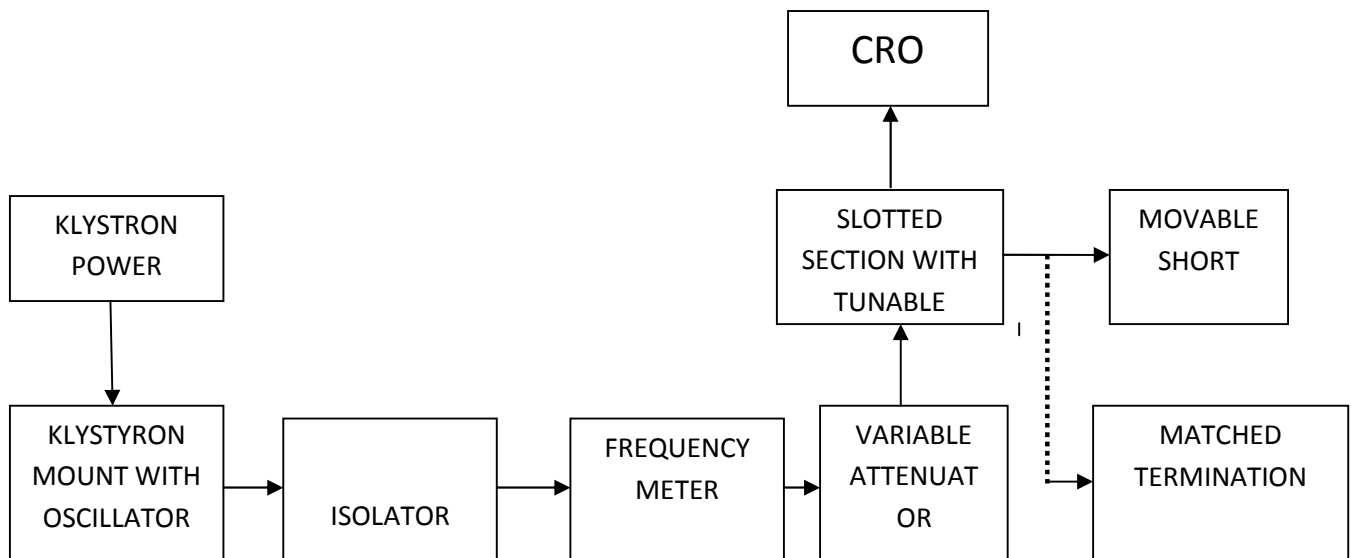 CRO
KLYSTRON
POWER
SLOTTED
SECTION WITH
TUNABLE
MOVABLE
SHORT
KLYSTYRON
MOUNT WITH
OSCILLATOR
ISOLATOR
FREQUENCY
METER
VARIABLE
ATTENUAT
OR
MATCHED
TERMINATION